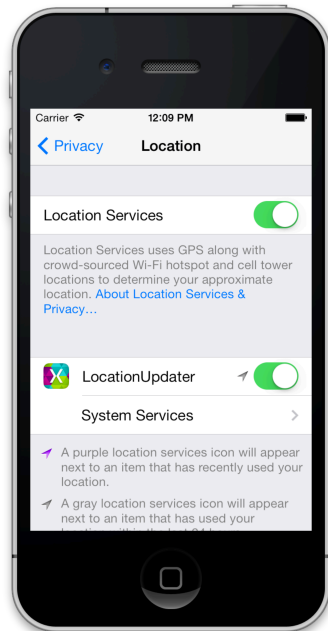 Carrier 12:09 PM
Privacy Location
Location Services
Location Services uses GPS along with
crowd-sourced Wi-Fi hotspot and cell tower
locations to determine your approximate
location. About Location Services &
Privacy…
LocationUpdater
System Services
A purple location services icon will appear
next to an item that has recently used your
location.
A gray location services icon will appear
next to an item that has used your